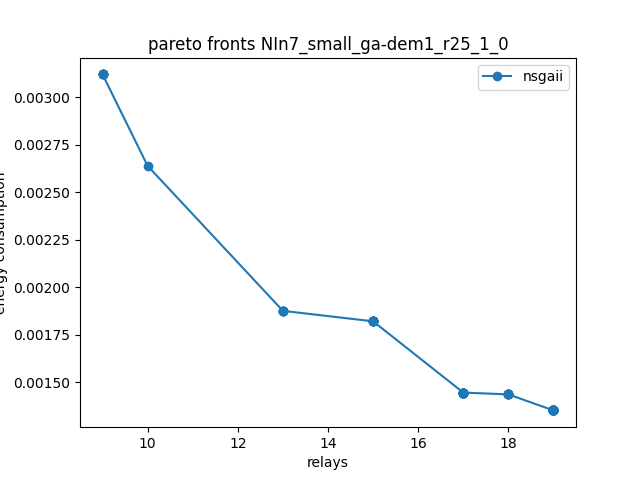 pareto fronts NIn7_small_ga-dem1_r25_1_0
nsgaii
0.00300
0.00275
0.00250
0.00225
0.00200
0.00175
0.00150
energy consumption
10 12 14 16 18
relays